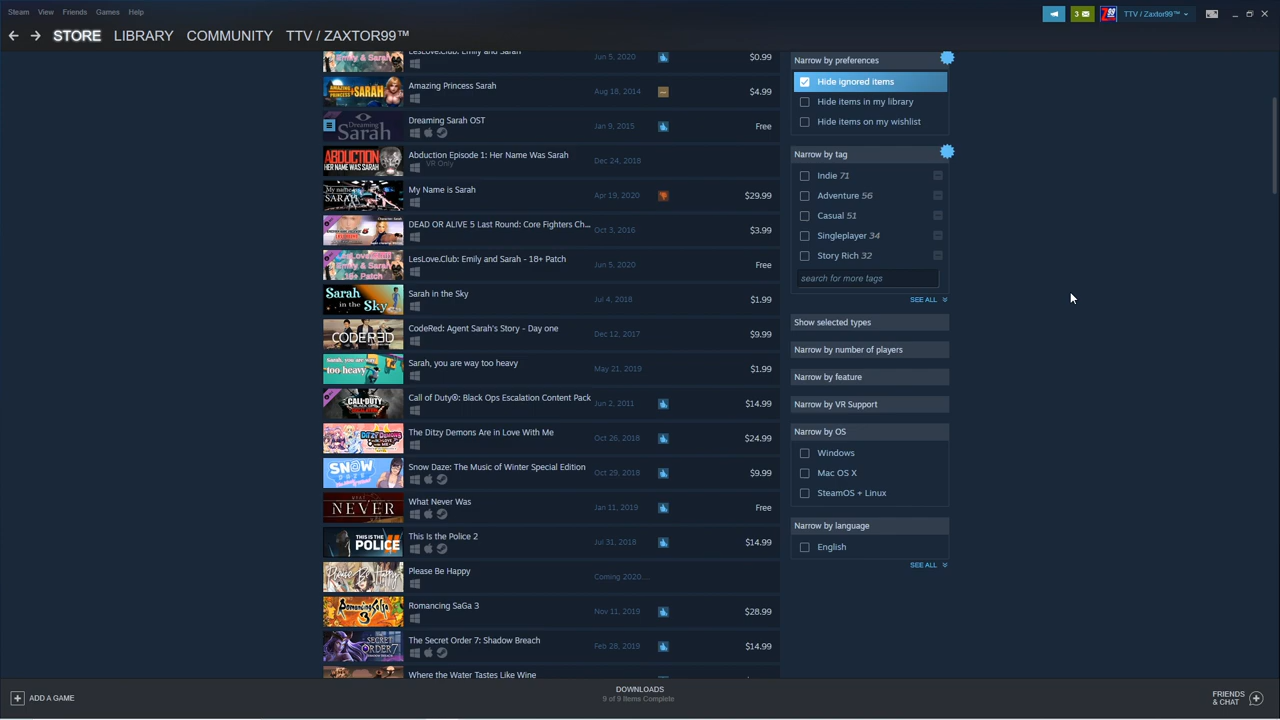 Steam View Friends Games Help
3 TTV / Zaxtor99™
STORE LIBRARY COMMUNITY TTV / ZAXTOR99™
LesLove.Club: Emily and Sarah Jun 5, 2020 $0.99
Amazing Princess Sarah Aug 18, 2014 $4.99
Dreaming Sarah OST Jan 9, 2015 Free
Abduction Episode 1: Her Name Was Sarah Dec 24, 2018
VR Only
My Name is Sarah Apr 19, 2020 $29.99
DEAD OR ALIVE 5 Last Round: Core Fighters Ch... Oct 3, 2016 $3.99
LesLove.Club: Emily and Sarah - 18+ Patch Jun 5, 2020 Free
Sarah in the Sky Jul 4, 2018 $1.99
CodeRed: Agent Sarah's Story - Day one Dec 12, 2017 $9.99
Sarah, you are way too heavy May 21, 2019 $1.99
Call of Duty®: Black Ops Escalation Content Pack Jun 2, 2011 $14.99
The Ditzy Demons Are in Love With Me Oct 26, 2018 $24.99
Snow Daze: The Music of Winter Special Edition Oct 29, 2018 $9.99
What Never Was Jan 11, 2019 Free
This Is the Police 2 Jul 31, 2018 $14.99
Please Be Happy Coming 2020....
Romancing SaGa 3 Nov 11, 2019 $28.99
The Secret Order 7: Shadow Breach Feb 28, 2019 $14.99
Where the Water Tastes Like Wine
Narrow by preferences
Hide ignored items
Hide items in my library
Hide items on my wishlist
Narrow by tag
Indie 71
Adventure 56
Casual 51
Singleplayer 34
Story Rich 32
search for more tags
SEE ALL
Show selected types
Narrow by number of players
Narrow by feature
Narrow by VR Support
Narrow by OS
Windows
Mac OS X
SteamOS + Linux
Narrow by language
English
SEE ALL
ADD A GAME
DOWNLOADS
9 of 9 Items Complete
FRIENDS
& CHAT